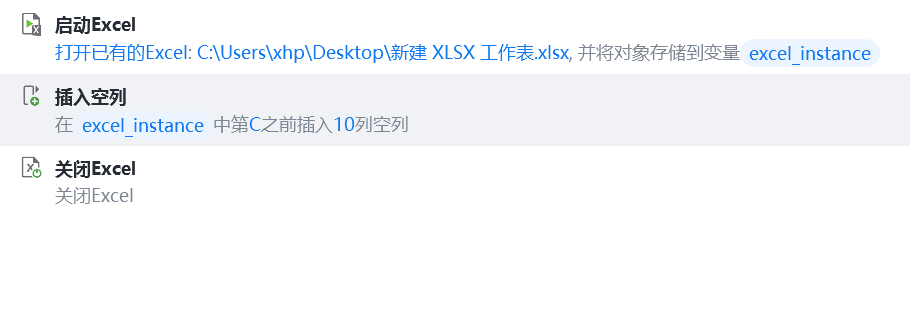 启动Excel
打开已有的Excel: C:\Users\xhp\Desktop\新建 XLSX 工作表.xlsx, 并将对象存储到变量 excel_instance
插入空列
在 excel_instance 中第C之前插入10列空列
关闭Excel
关闭Excel